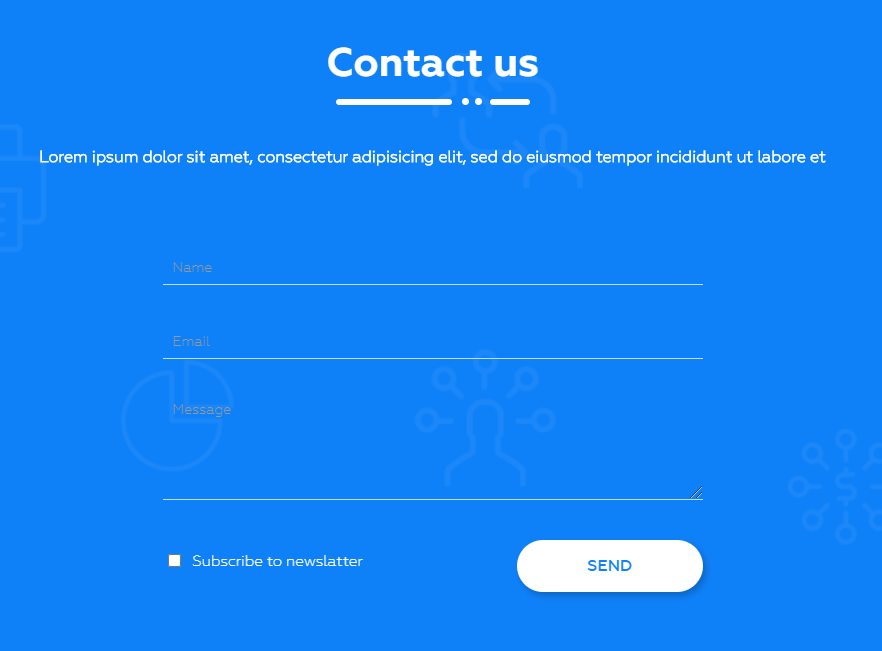 Contact us
Lorem ipsum dolor sit amet, consectetur adipisicing elit, sed do eiusmod tempor incididunt ut labore et
Name
Email
Message
Subscribe to newslatter
SEND